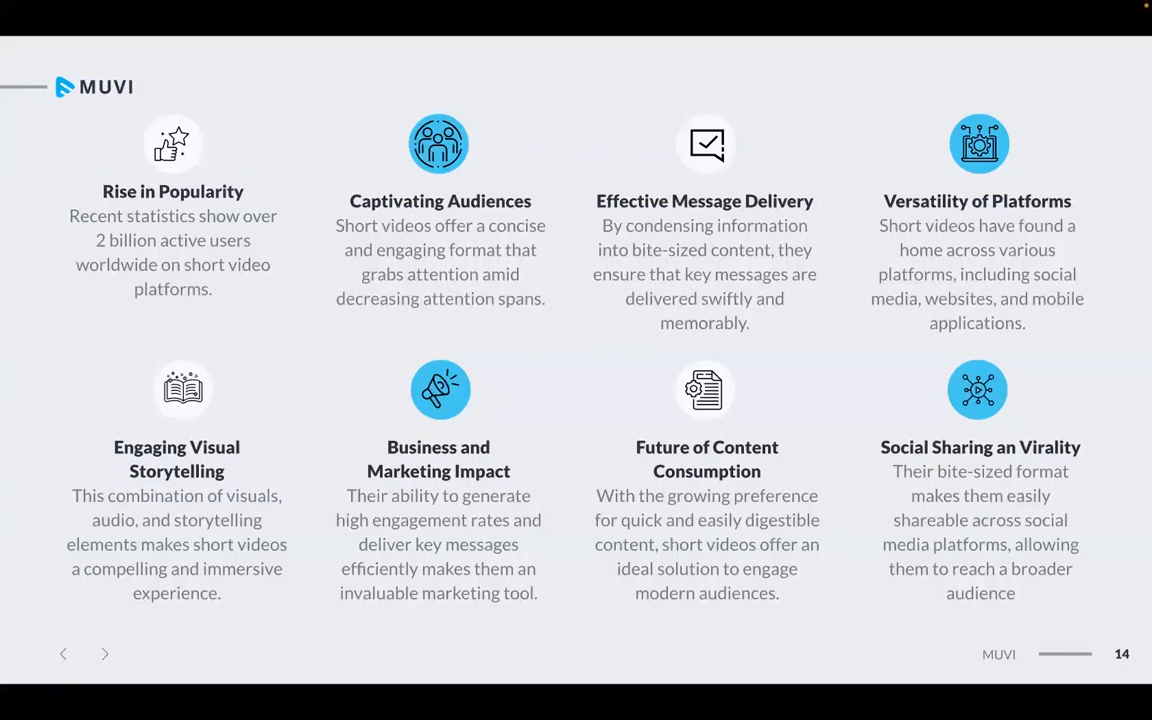 MUVI
Rise in Popularity
Recent statistics show over
2 billion active users
worldwide on short video
platforms.
Captivating Audiences
Short videos offer a concise
and engaging format that
grabs attention amid
decreasing attention spans.
Effective Message Delivery
By condensing information
into bite-sized content, they
ensure that key messages are
delivered swiftly and
memorably.
Versatility of Platforms
Short videos have found a
home across various
platforms, including social
media, websites, and mobile
applications.
Engaging Visual
Storytelling
This combination of visuals,
audio, and storytelling
elements makes short videos
a compelling and immersive
experience.
Business and
Marketing Impact
Their ability to generate
high engagement rates and
deliver key messages
efficiently makes them an
invaluable marketing tool.
Future of Content
Consumption
With the growing preference
for quick and easily digestible
content, short videos offer an
ideal solution to engage
modern audiences.
Social Sharing an Virality
Their bite-sized format
makes them easily
shareable across social
media platforms, allowing
them to reach a broader
audience
MUVI
14